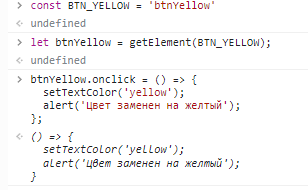 const BTN_YELLOW = 'btnYellow'
undefined
let btnYellow = getElement(BTN_YELLOW);
undefined
btnYellow.onclick = () => {
setTextColor('yellow');
alert('Цвет заменен на желтый');
};
() => {
setTextColor('yellow');
alert('Цвет заменен на желтый');
}